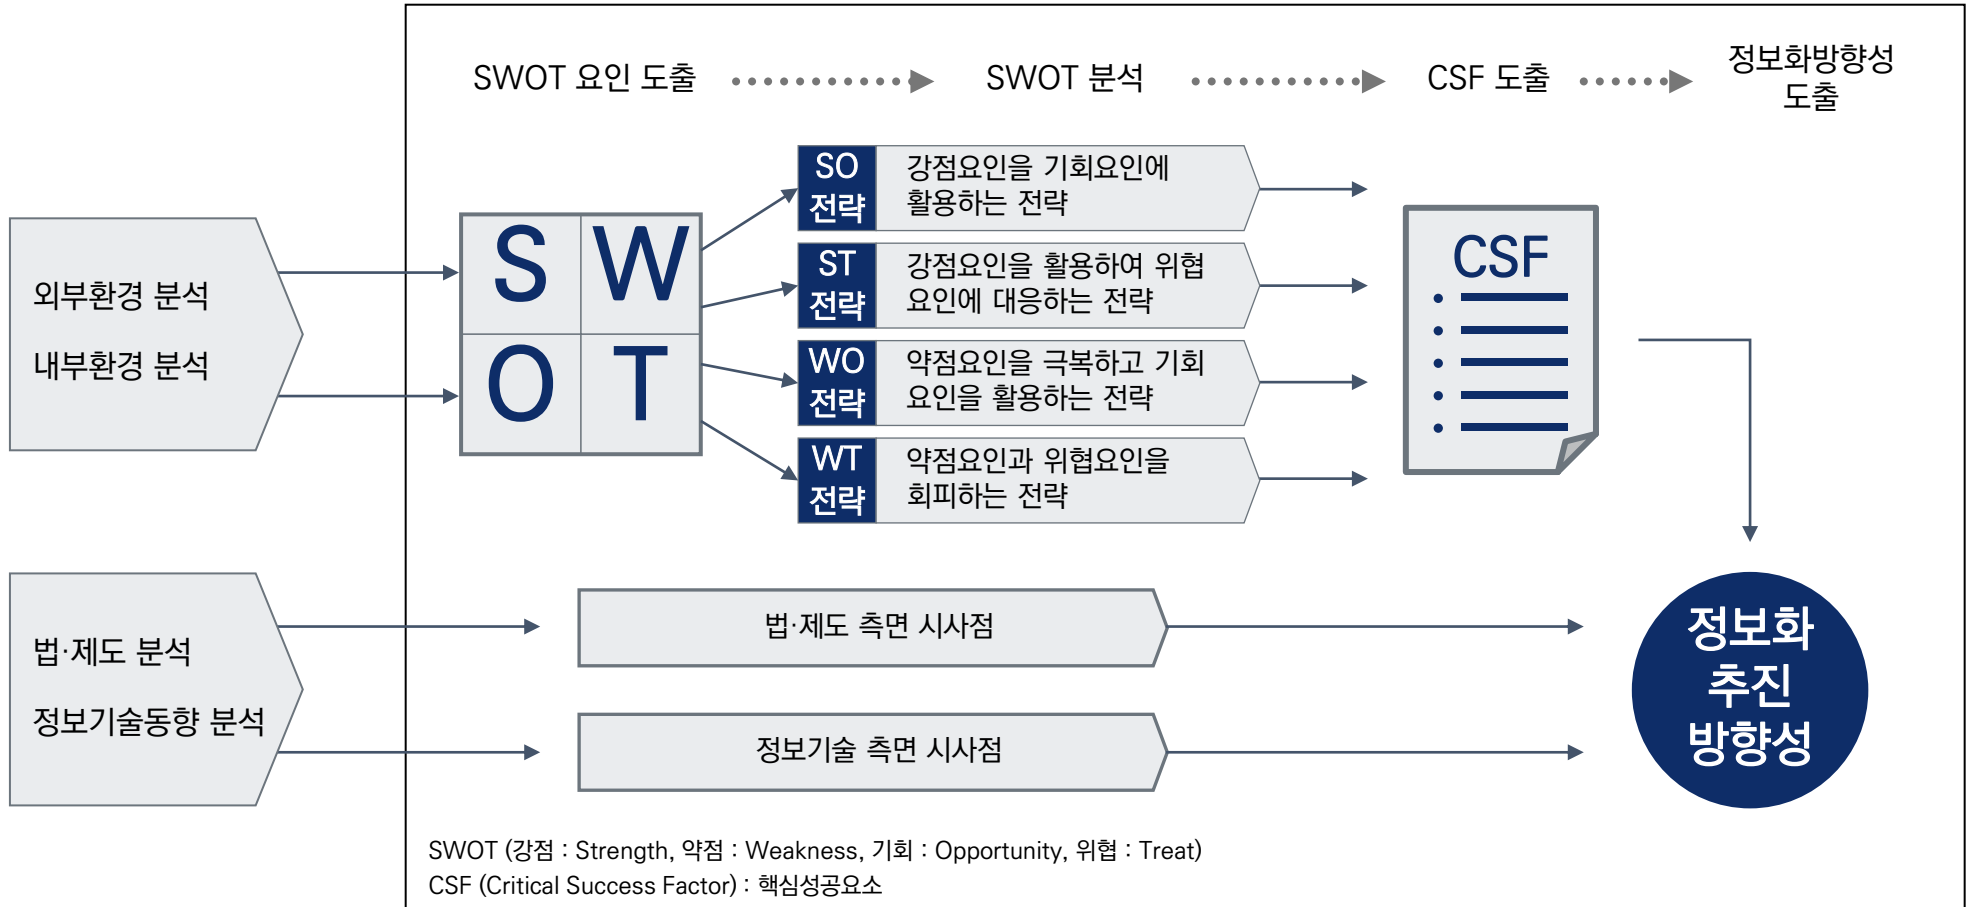 SWOT 요인 도출
SWOT 분석
CSF 도출
정보화방향성
도출
외부환경 분석
내부환경 분석
S W
O T
SO
전략
강점요인을 기회요인에
활용하는 전략
ST
전략
강점요인을 활용하여 위협
요인에 대응하는 전략
WO
전략
약점요인을 극복하고 기회
요인을 활용하는 전략
WT
전략
약점요인과 위협요인을
회피하는 전략
CSF
법·제도 분석
정보기술동향 분석
법·제도 측면 시사점
정보기술 측면 시사점
정보화
추진
방향성
SWOT (강점 : Strength, 약점 : Weakness, 기회 : Opportunity, 위협 : Treat)
CSF (Critical Success Factor) : 핵심성공요소